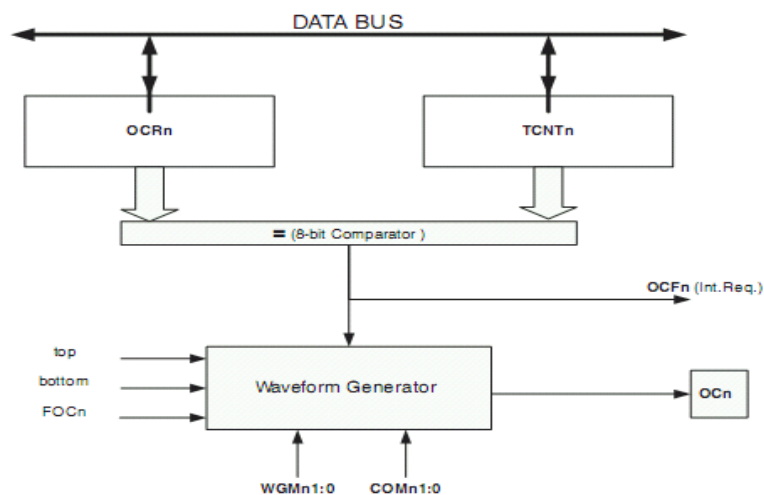 DATA BUS
OCRn
TCNTn
= (8-bit Comparator )
OCFn (Int.Req.)
top
bottom
FOCn
Waveform Generator
OCn
WGMn1:0
COMn1:0